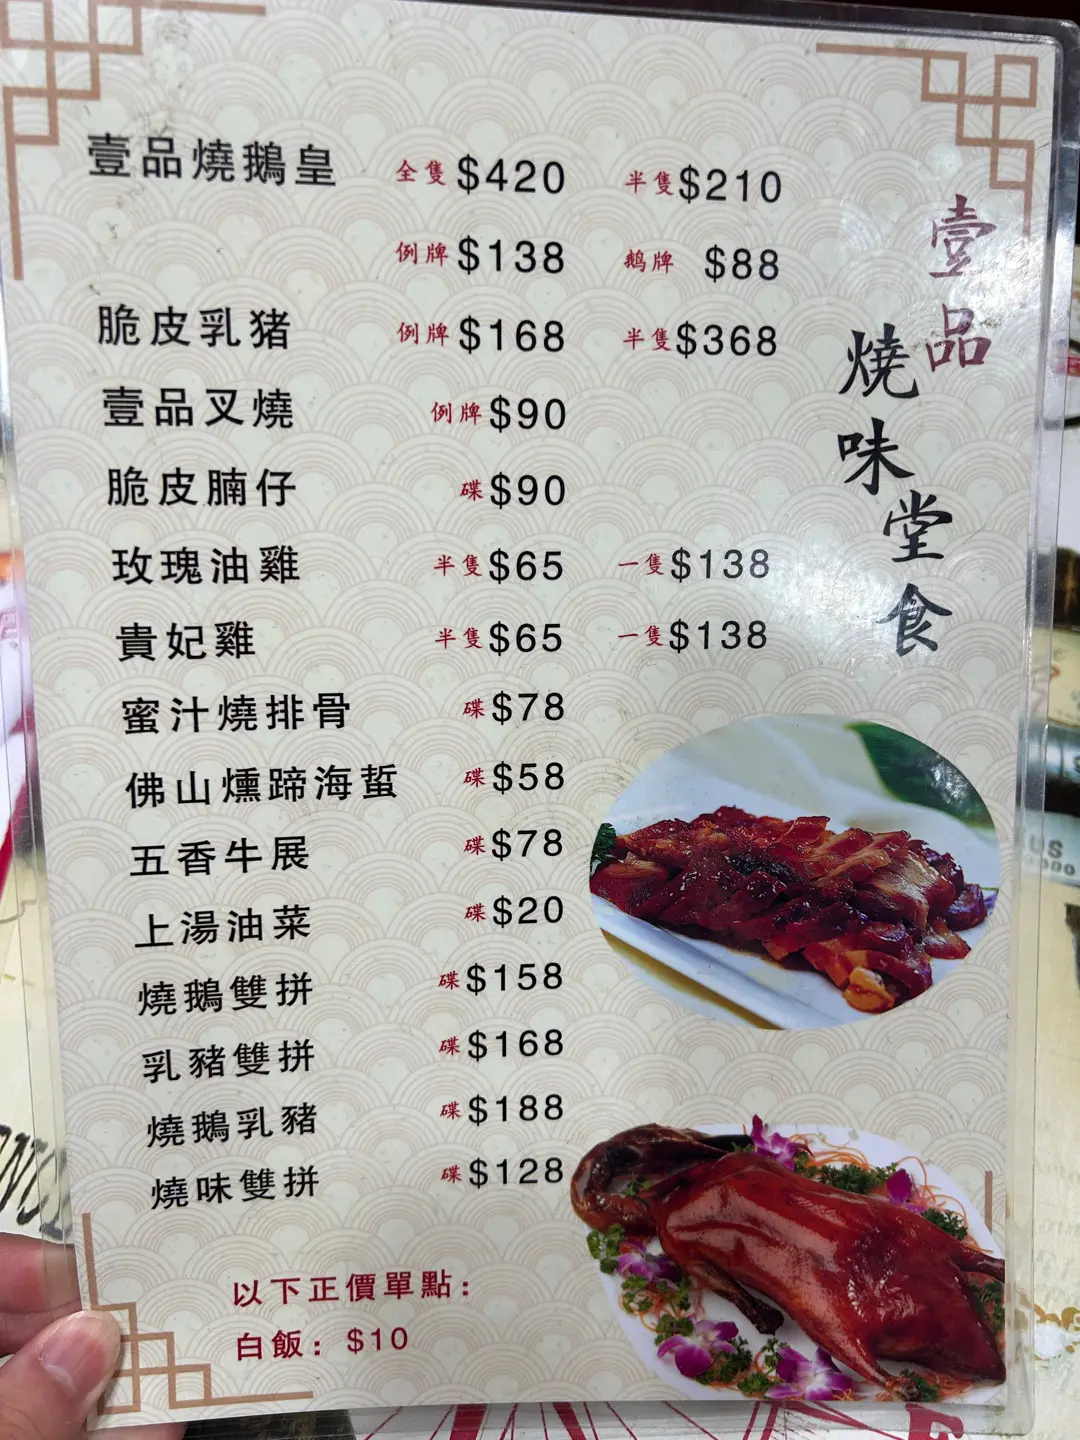 壹品
燒味堂食
壹品燒鵝皇 全隻 $420 半隻 $210
例牌 $138 鹅牌 $88
脆皮乳猪 例牌 $168 半隻 $368
壹品叉燒 例牌 $90
脆皮腩仔 碟 $90
玫瑰油雞 半隻 $65 一隻 $138
貴妃雞 半隻 $65 一隻 $138
蜜汁燒排骨 碟 $78
佛山燻蹄海蜇 碟 $58
五香牛展 碟 $78
上湯油菜 碟 $20
燒鵝雙拼 碟 $158
乳豬雙拼 碟 $168
燒鵝乳豬 碟 $188
燒味雙拼 碟 $128
以下正價單點：
白飯：$10